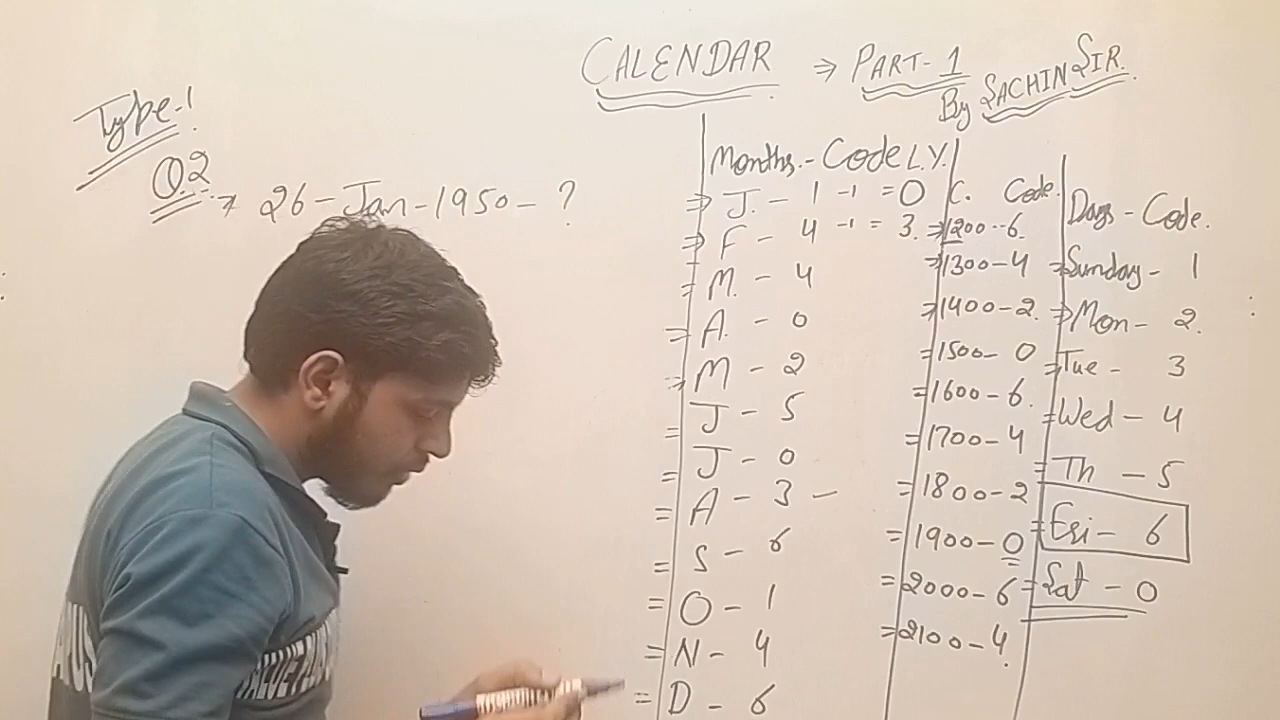 CALENDAR ⇒ PART-1
By SACHIN SIR.
Type-1
Q.2 → 26-Jan-1950-?
Months.- Code L.Y.
⇒ J. - 1 -1 = 0
⇒ F - 4 -1 = 3.
= M. - 4
⇒ A. - 0
⇒ M - 2
= J - 5
= J - 0
= A - 3 -
= S - 6
= O - 1
= N - 4
= D - 6
C. Code.
⇒ 1200--6.
⇒ 1300-4
⇒ 1400-2.
= 1500- 0
= 1600-6.
= 1700-4
= 1800-2
= 1900-0
= 2000-6
= 2100-4.
Days - Code.
⇒ Sunday - 1
⇒ Mon - 2.
⇒ Tue - 3
= Wed - 4
= Th - 5
= Fri - 6
= Sat - 0
VALUE PLUS